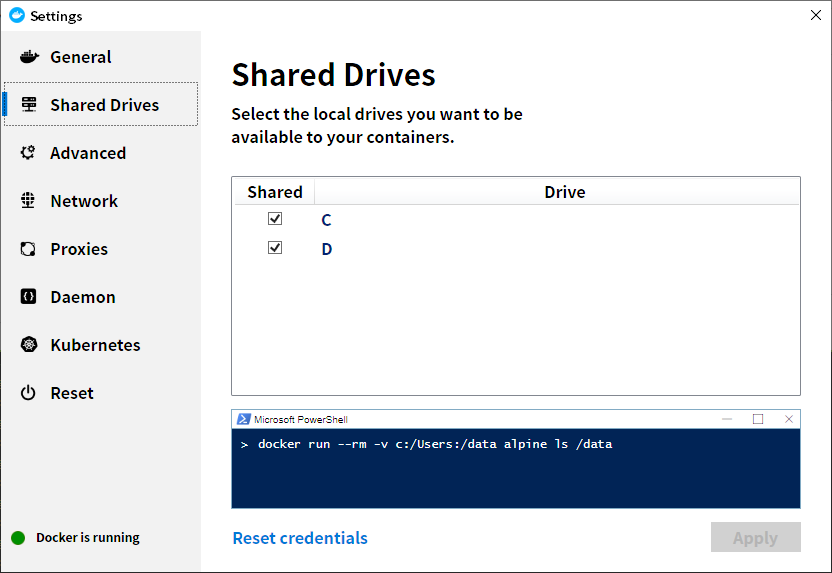 Settings
General
Shared Drives
Advanced
Network
Proxies
Daemon
Kubernetes
Reset
Docker is running
Shared Drives
Select the local drives you want to be
available to your containers.
Shared Drive
C
D
Microsoft PowerShell
> docker run --rm -v c:/Users:/data alpine ls /data
Reset credentials
Apply